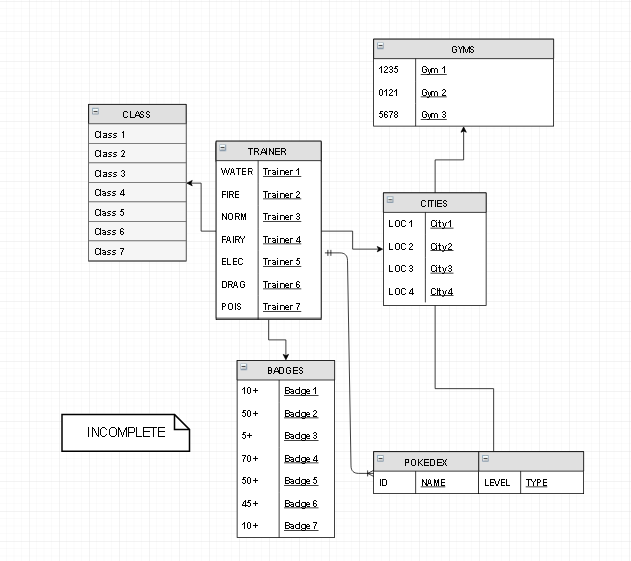 GYMS
1235 Gym 1
0121 Gym 2
5678 Gym 3
CLASS
Class 1
Class 2
Class 3
Class 4
Class 5
Class 6
Class 7
TRAINER
WATER Trainer 1
FIRE Trainer 2
NORM Trainer 3
FAIRY Trainer 4
ELEC Trainer 5
DRAG Trainer 6
POIS Trainer 7
CITIES
LOC 1 City1
LOC 2 City2
LOC 3 City3
LOC 4 CIty4
BADGES
10+ Badge 1
50+ Badge 2
5+ Badge 3
70+ Badge 4
50+ Badge 5
45+ Badge 6
10+ Badge 7
INCOMPLETE
POKEDEX
ID NAME LEVEL TYPE